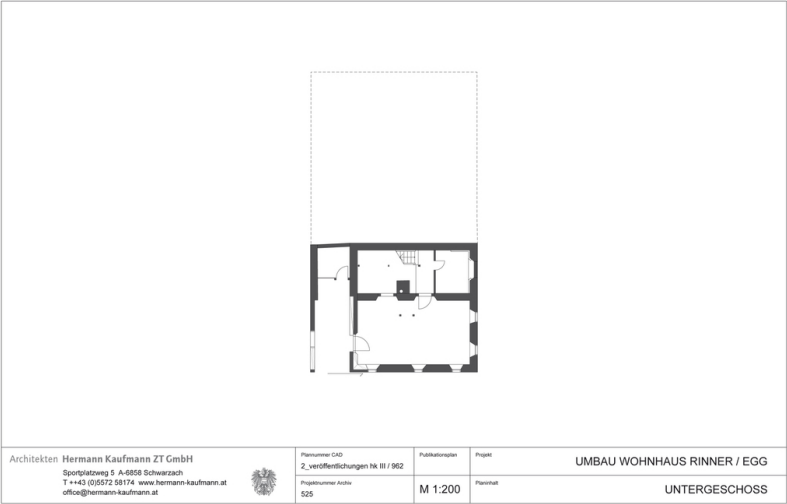 Architekten Hermann Kaufmann ZT GmbH
Sportplatzweg 5 A-6858 Schwarzach
T ++43 (0)5572 58174 www.hermann-kaufmann.at
office@hermann-kaufmann.at
Plannummer CAD
2_veröffentlichungen hk III / 962
Projektnummer Archiv
525
Publikationsplan
M 1:200
Projekt
UMBAU WOHNHAUS RINNER / EGG
Planinhalt
UNTERGESCHOSS